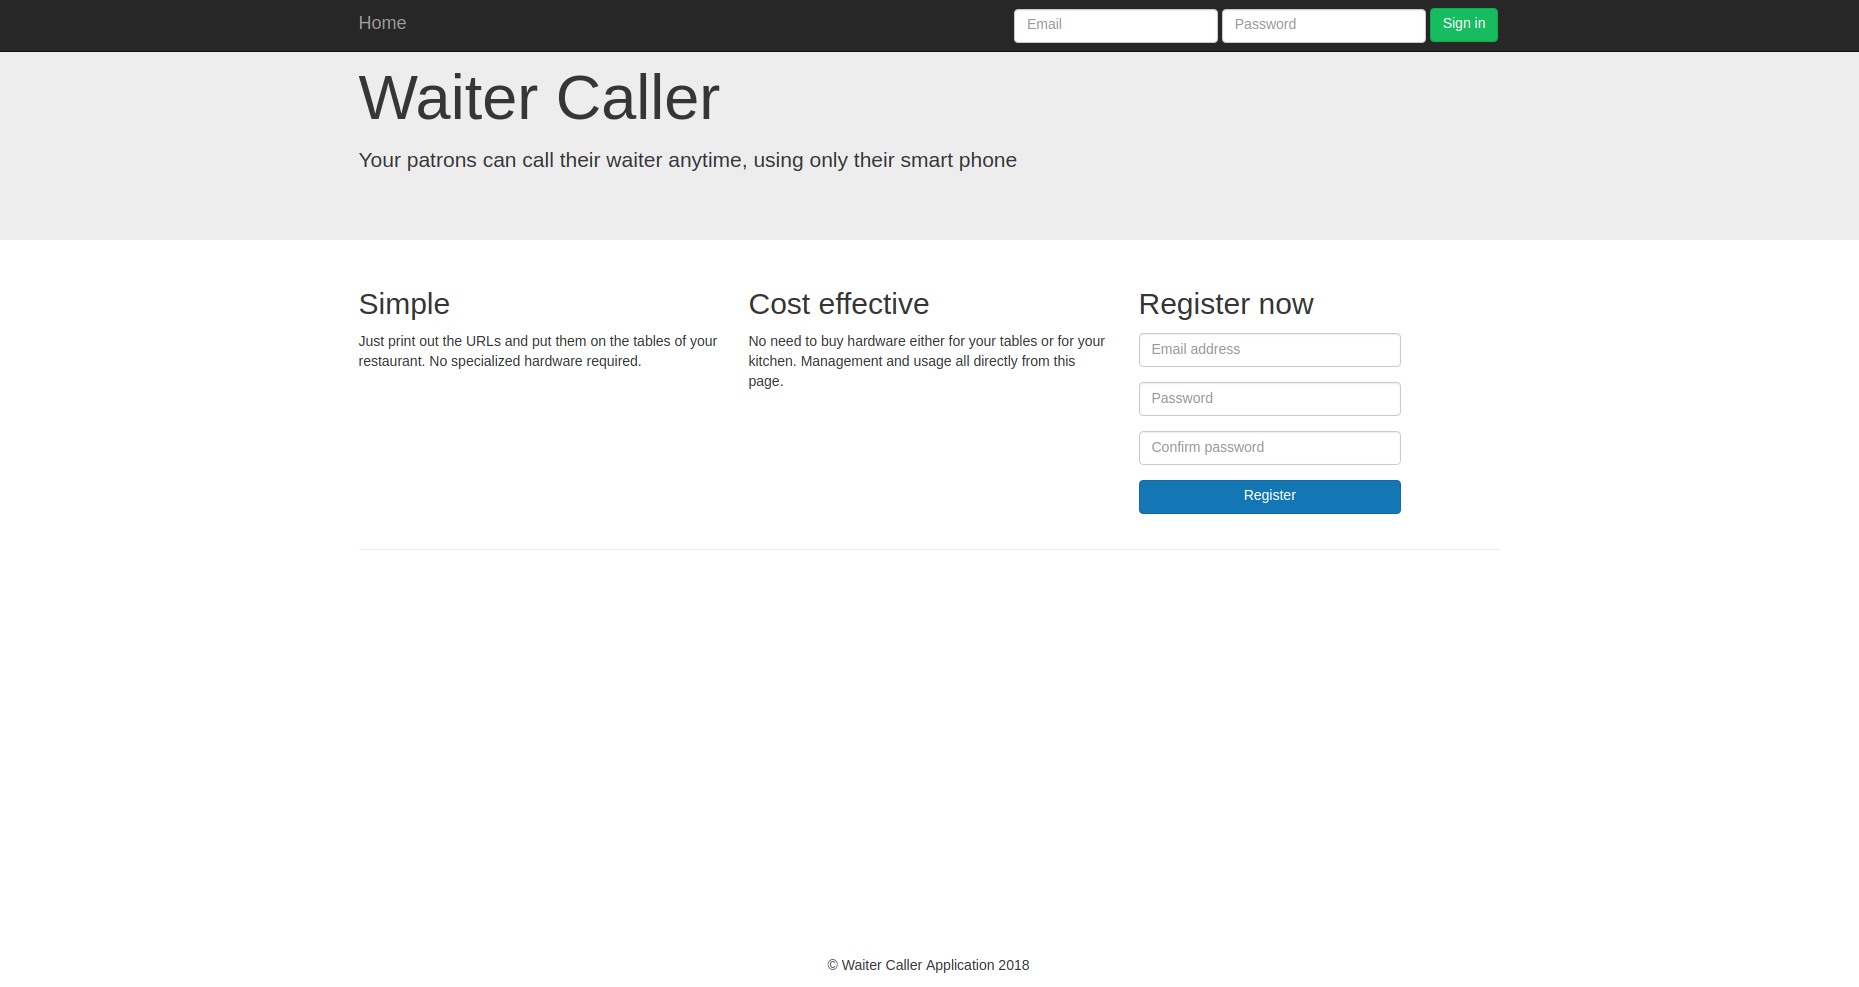 Home
Email
Password
Sign in
Waiter Caller
Your patrons can call their waiter anytime, using only their smart phone
Simple
Just print out the URLs and put them on the tables of your
restaurant. No specialized hardware required.
Cost effective
No need to buy hardware either for your tables or for your
kitchen. Management and usage all directly from this
page.
Register now
Email address
Password
Confirm password
Register
© Waiter Caller Application 2018